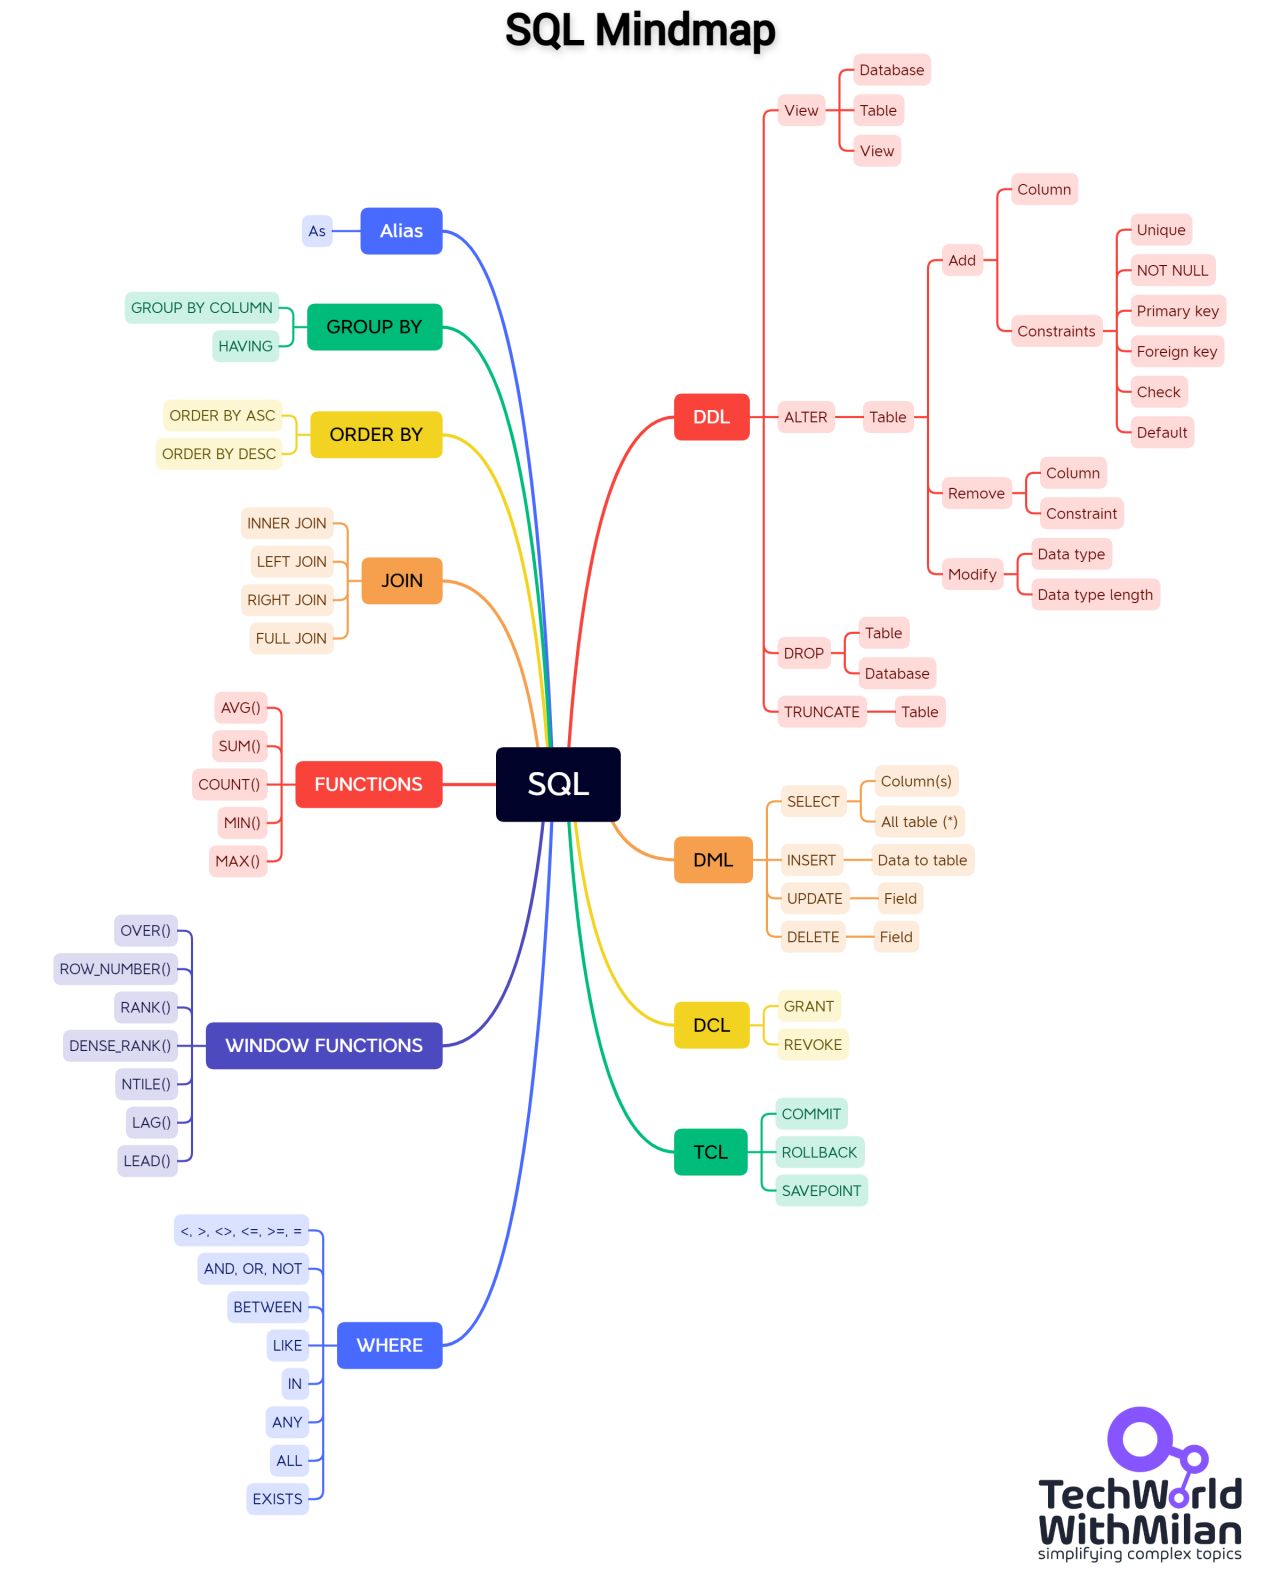 SQL Mindmap
SQL
Alias
As
GROUP BY
GROUP BY COLUMN
HAVING
ORDER BY
ORDER BY ASC
ORDER BY DESC
JOIN
INNER JOIN
LEFT JOIN
RIGHT JOIN
FULL JOIN
FUNCTIONS
AVG()
SUM()
COUNT()
MIN()
MAX()
WINDOW FUNCTIONS
OVER()
ROW_NUMBER()
RANK()
DENSE_RANK()
NTILE()
LAG()
LEAD()
WHERE
<, >, <>, <=, >=, =
AND, OR, NOT
BETWEEN
LIKE
IN
ANY
ALL
EXISTS
DDL
View
Database
Table
View
ALTER
Table
Add
Column
Constraints
Unique
NOT NULL
Primary key
Foreign key
Check
Default
Remove
Column
Constraint
Modify
Data type
Data type length
DROP
Table
Database
TRUNCATE
Table
DML
SELECT
Column(s)
All table (*)
INSERT
Data to table
UPDATE
Field
DELETE
Field
DCL
GRANT
REVOKE
TCL
COMMIT
ROLLBACK
SAVEPOINT
TechWorld
WithMilan
simplifying complex topics